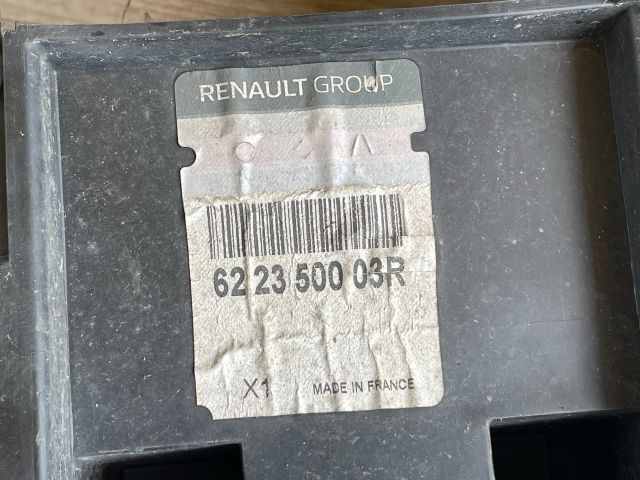 RENAULT GROUP
62 23 500 03R
X1 MADE IN FRANCE